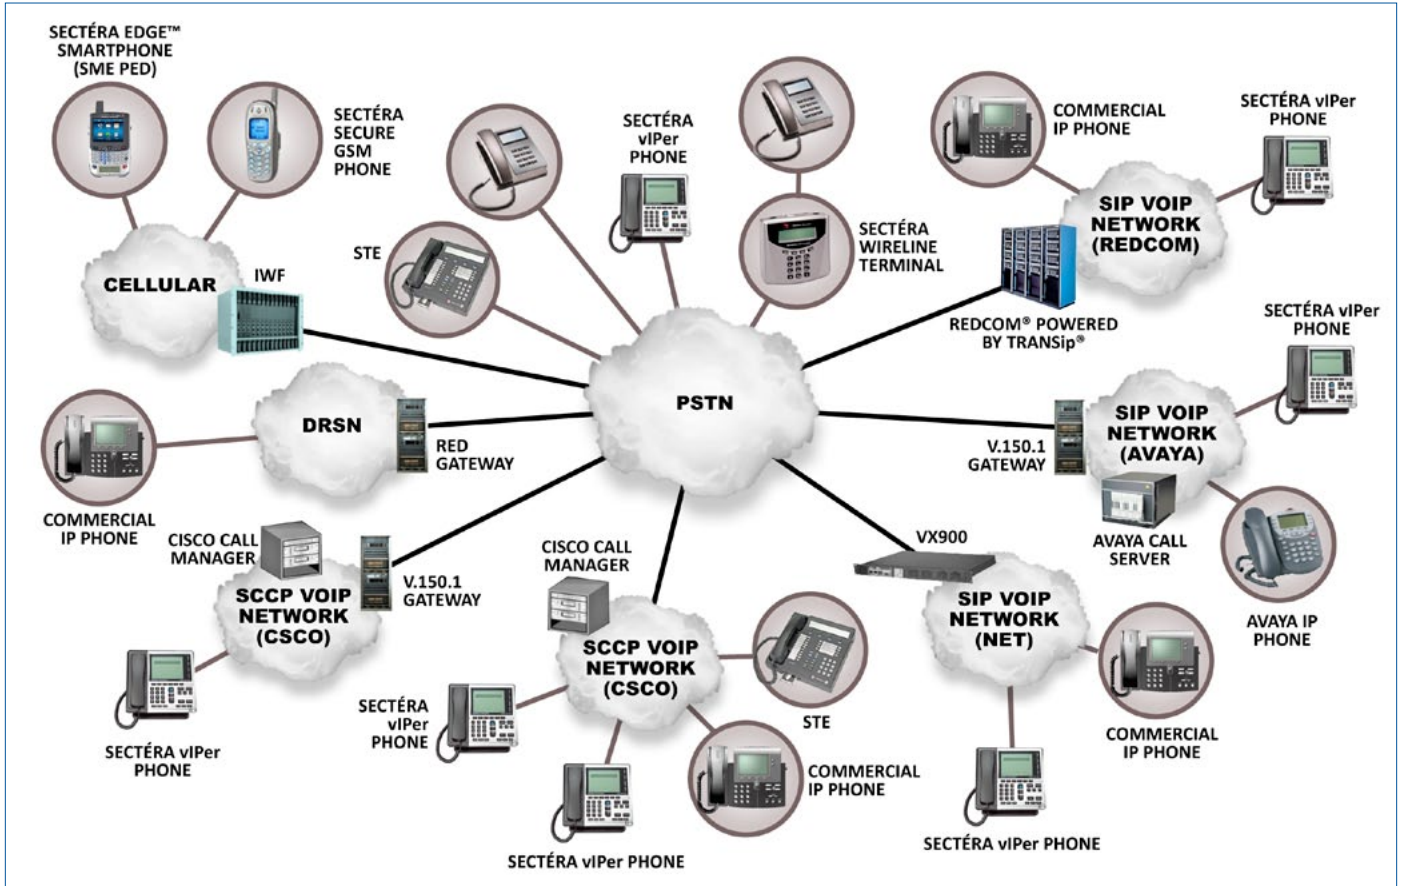 SECTÉRA EDGE™
SMARTPHONE
(SME PED)
SECTÉRA
SECURE
GSM
PHONE
CELLULAR
IWF
STE
SECTÉRA
vIPer
PHONE
SECTÉRA
WIRELINE
TERMINAL
COMMERCIAL
IP PHONE
SECTÉRA vIPer
PHONE
SIP VOIP
NETWORK
(REDCOM)
REDCOM® POWERED
BY TRANSip®
PSTN
DRSN
RED
GATEWAY
COMMERCIAL
IP PHONE
SECTÉRA vIPer
PHONE
SIP VOIP
NETWORK
(AVAYA)
V.150.1
GATEWAY
AVAYA CALL
SERVER
AVAYA IP
PHONE
CISCO CALL
MANAGER
V.150.1
GATEWAY
SCCP VOIP
NETWORK
(CSCO)
SECTÉRA vIPer
PHONE
CISCO CALL
MANAGER
SCCP VOIP
NETWORK
(CSCO)
SECTÉRA
vIPer
PHONE
SECTÉRA vIPer PHONE
STE
COMMERCIAL
IP PHONE
VX900
SIP VOIP
NETWORK
(NET)
COMMERCIAL
IP PHONE
SECTÉRA vIPer PHONE